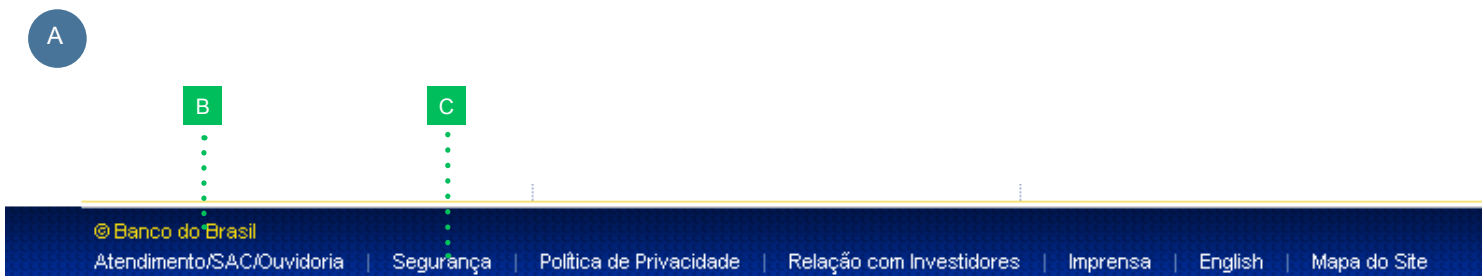 A
B C
© Banco do Brasil
Atendimento/SAC/Ouvidoria | Segurança | Política de Privacidade | Relação com Investidores | Imprensa | English | Mapa do Site